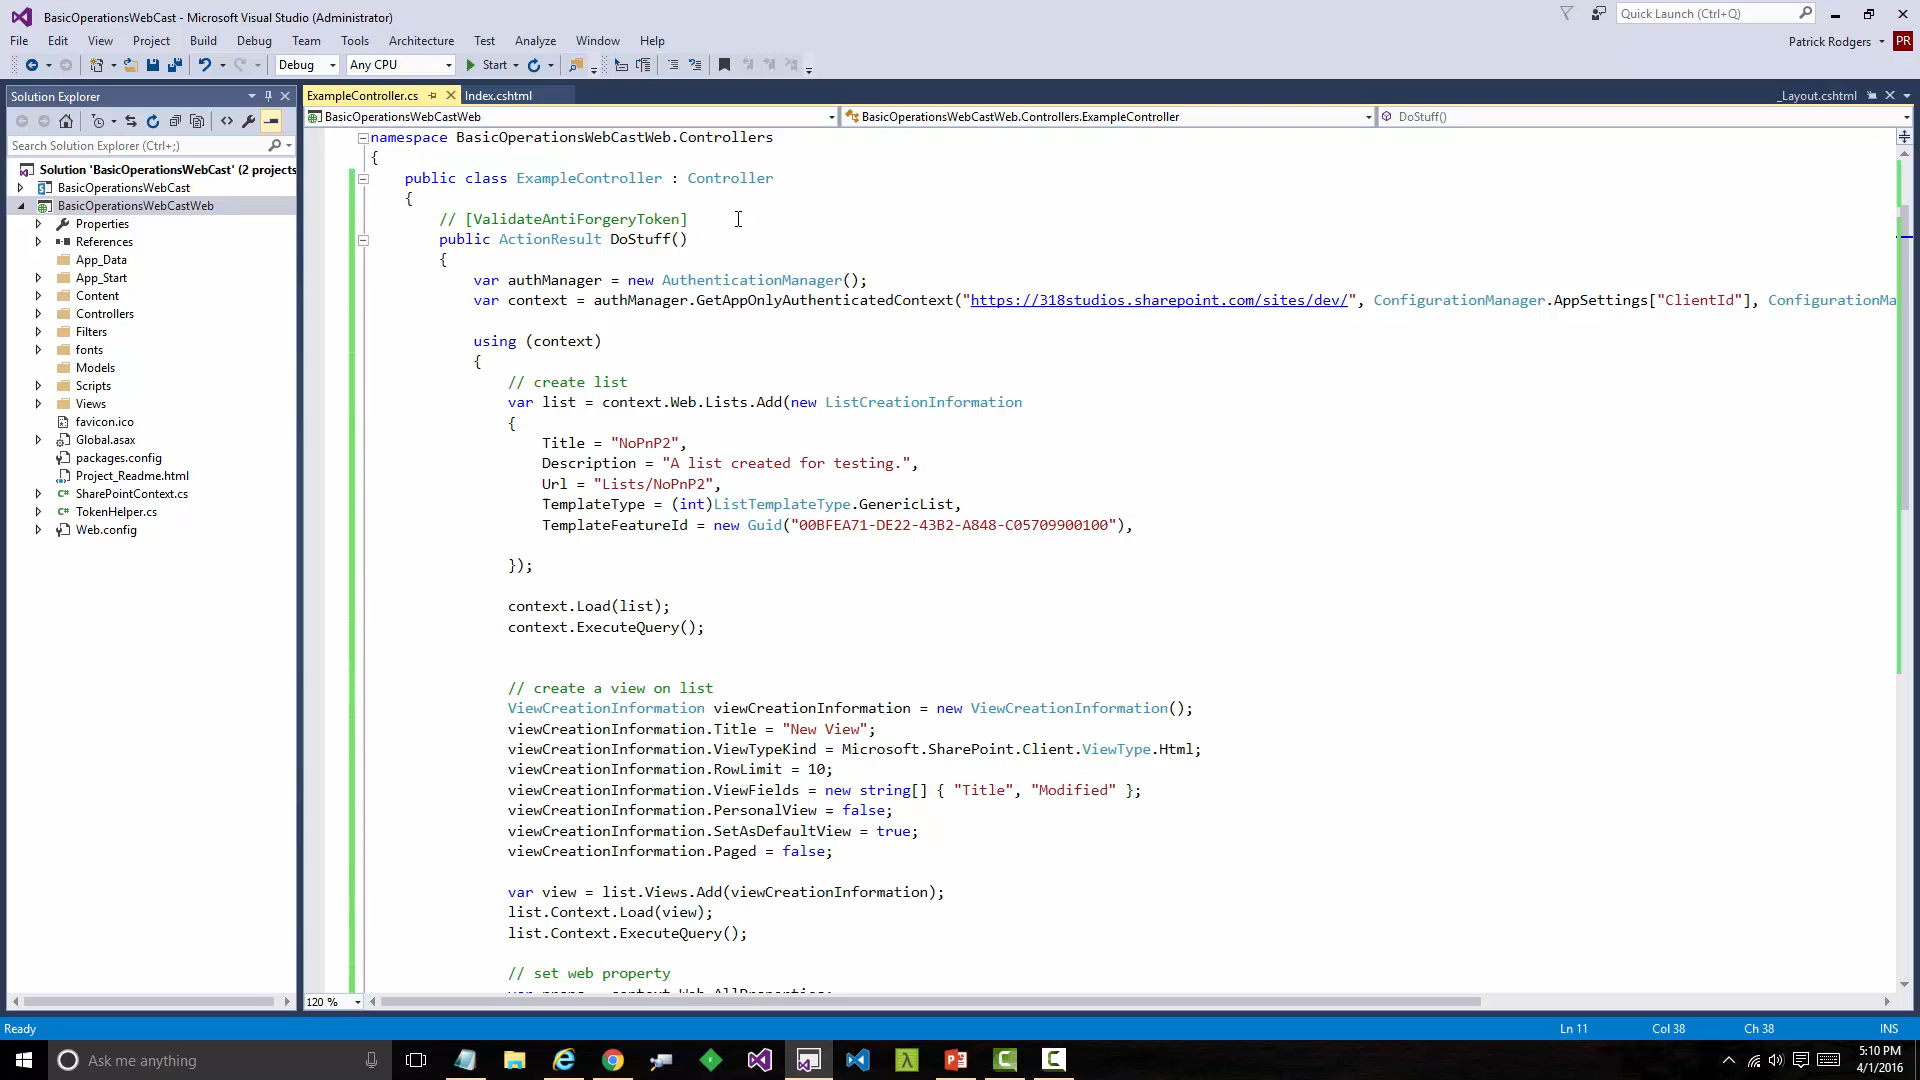 BasicOperationsWebCast - Microsoft Visual Studio (Administrator)
Quick Launch (Ctrl+Q)
File Edit View Project Build Debug Team Tools Architecture Test Analyze Window Help
Patrick Rodgers PR
Debug Any CPU Start
Solution Explorer
Search Solution Explorer (Ctrl+;)
Solution 'BasicOperationsWebCast' (2 projects
BasicOperationsWebCast
BasicOperationsWebCastWeb
Properties
References
App_Data
App_Start
Content
Controllers
Filters
fonts
Models
Scripts
Views
favicon.ico
Global.asax
packages.config
Project_Readme.html
C# SharePointContext.cs
C# TokenHelper.cs
Web.config
ExampleController.cs Index.cshtml _Layout.cshtml
BasicOperationsWebCastWeb BasicOperationsWebCastWeb.Controllers.ExampleController DoStuff()
namespace BasicOperationsWebCastWeb.Controllers
{
public class ExampleController : Controller
{
// [ValidateAntiForgeryToken]
public ActionResult DoStuff()
{
var authManager = new AuthenticationManager();
var context = authManager.GetAppOnlyAuthenticatedContext("https://318studios.sharepoint.com/sites/dev/", ConfigurationManager.AppSettings["ClientId"], ConfigurationMa
using (context)
{
// create list
var list = context.Web.Lists.Add(new ListCreationInformation
{
Title = "NoPnP2",
Description = "A list created for testing.",
Url = "Lists/NoPnP2",
TemplateType = (int)ListTemplateType.GenericList,
TemplateFeatureId = new Guid("00BFEA71-DE22-43B2-A848-C05709900100"),
});
context.Load(list);
context.ExecuteQuery();
// create a view on list
ViewCreationInformation viewCreationInformation = new ViewCreationInformation();
viewCreationInformation.Title = "New View";
viewCreationInformation.ViewTypeKind = Microsoft.SharePoint.Client.ViewType.Html;
viewCreationInformation.RowLimit = 10;
viewCreationInformation.ViewFields = new string[] { "Title", "Modified" };
viewCreationInformation.PersonalView = false;
viewCreationInformation.SetAsDefaultView = true;
viewCreationInformation.Paged = false;
var view = list.Views.Add(viewCreationInformation);
list.Context.Load(view);
list.Context.ExecuteQuery();
// set web property
120 %
Ready Ln 11 Col 38 Ch 38 INS
Ask me anything
5:10 PM
4/1/2016